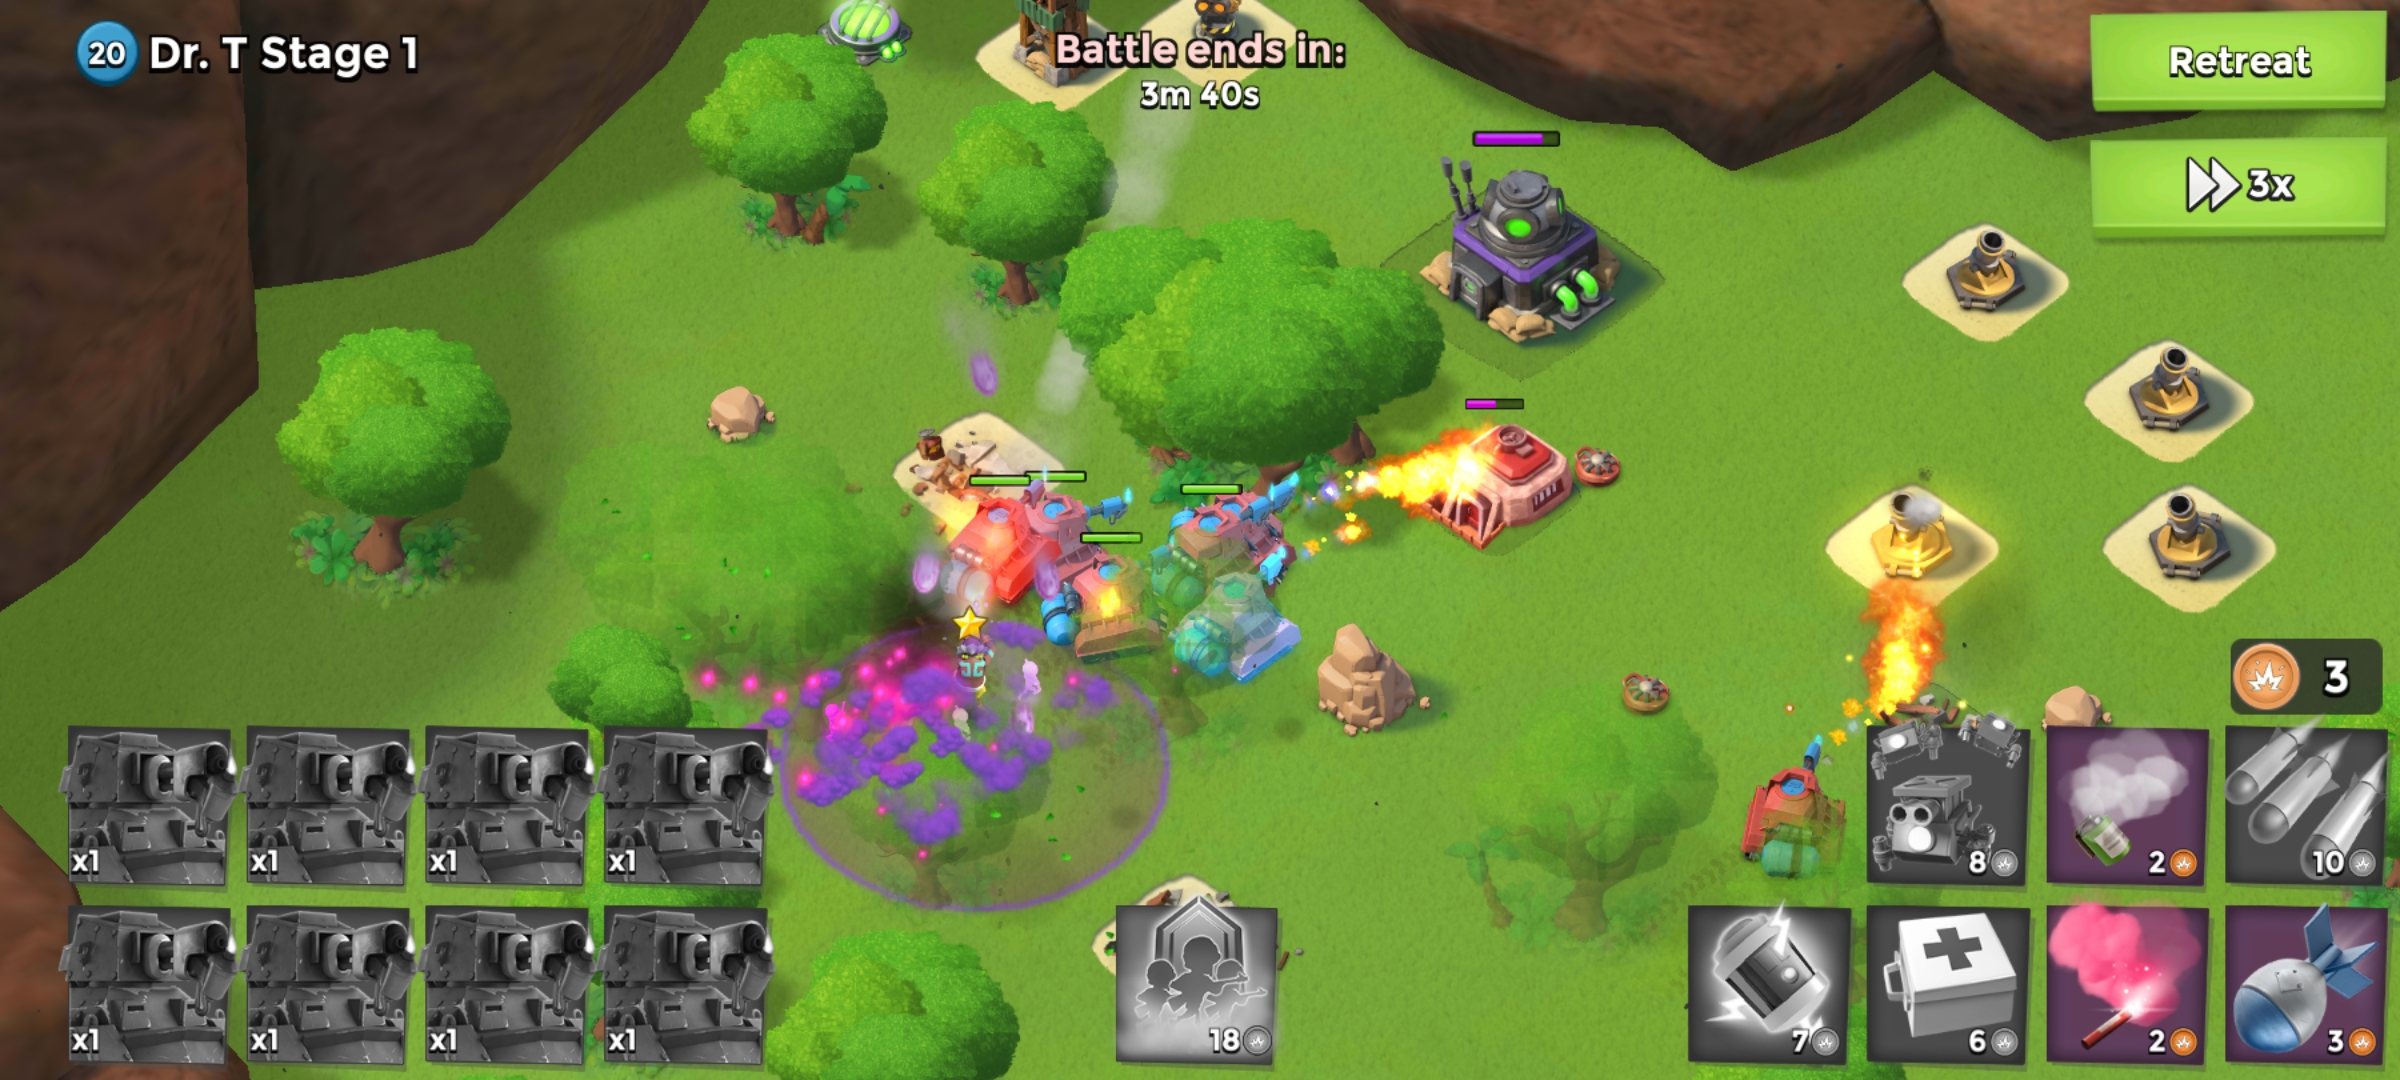 20 Dr. T Stage 1
Battle ends in:
3m 40s
Retreat
3x
3
x1 x1 x1 x1
8 2 10
x1 x1 x1 x1
18
7 6 2 3